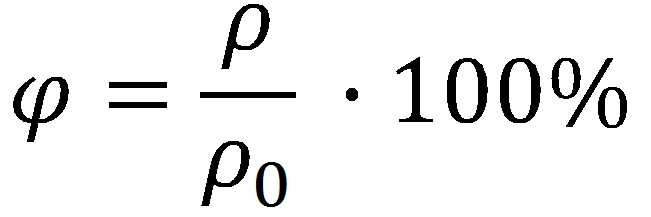 φ = ρ / ρ₀ · 100%